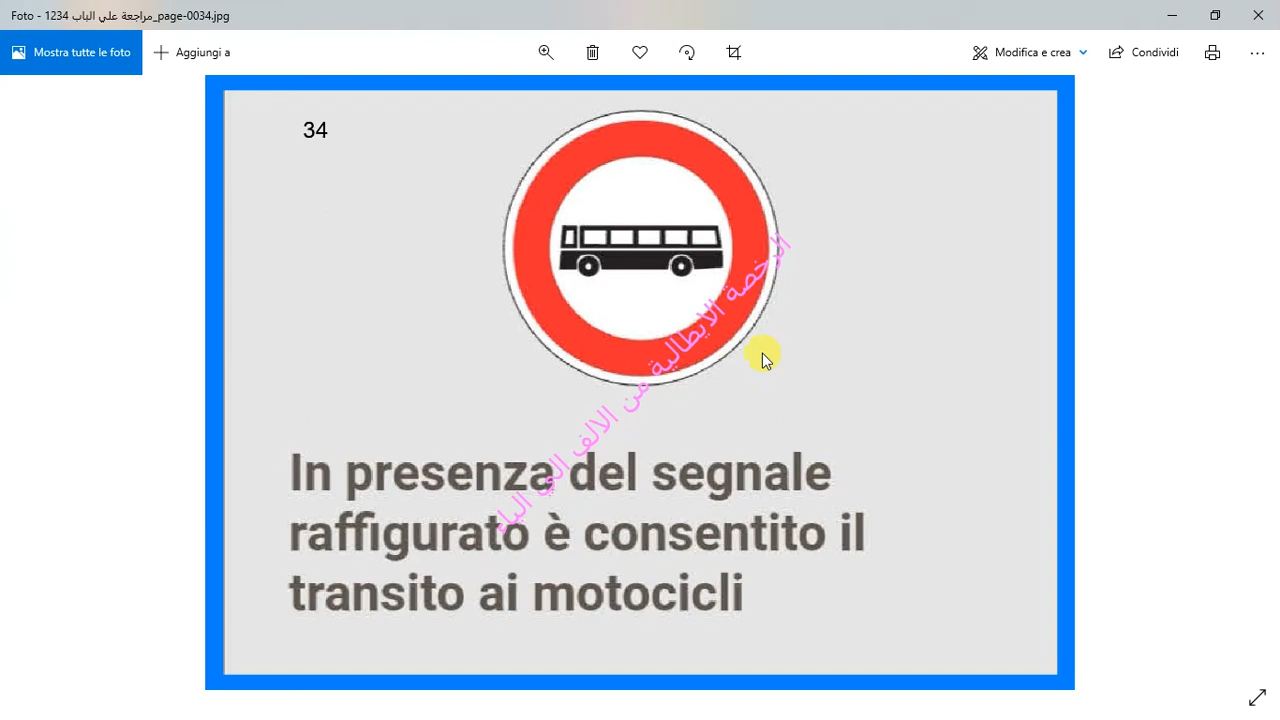 Foto - 1234 مراجعة علي الباب_page-0034.jpg
Mostra tutte le foto
Aggiungi a
Modifica e crea
Condividi
34
الرخصة الايطالية من الالف الي الياء
In presenza del segnale
raffigurato è consentito il
transito ai motocicli